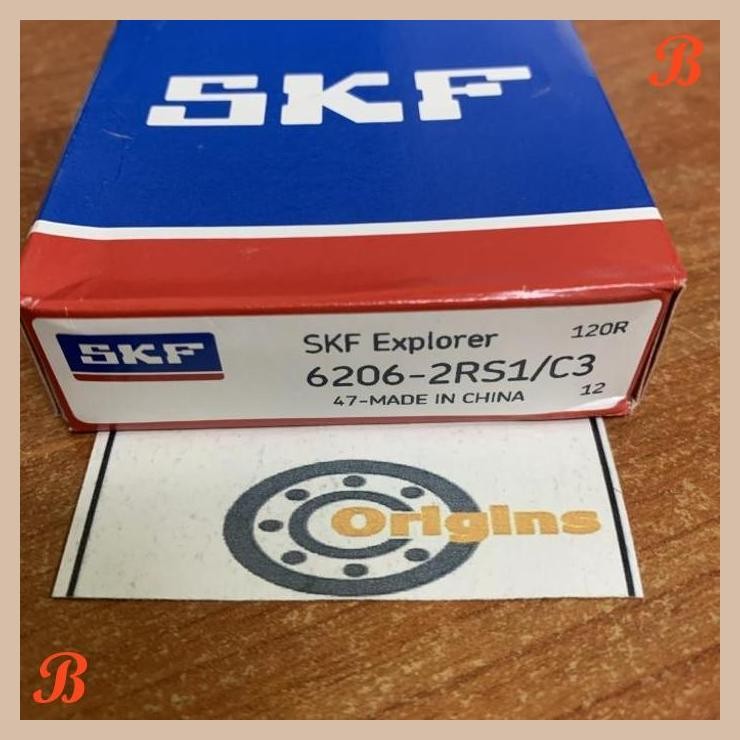 B
SKF
SKF
SKF Explorer
120R
6206-2RS1/C3
47-MADE IN CHINA
12
Origins
B